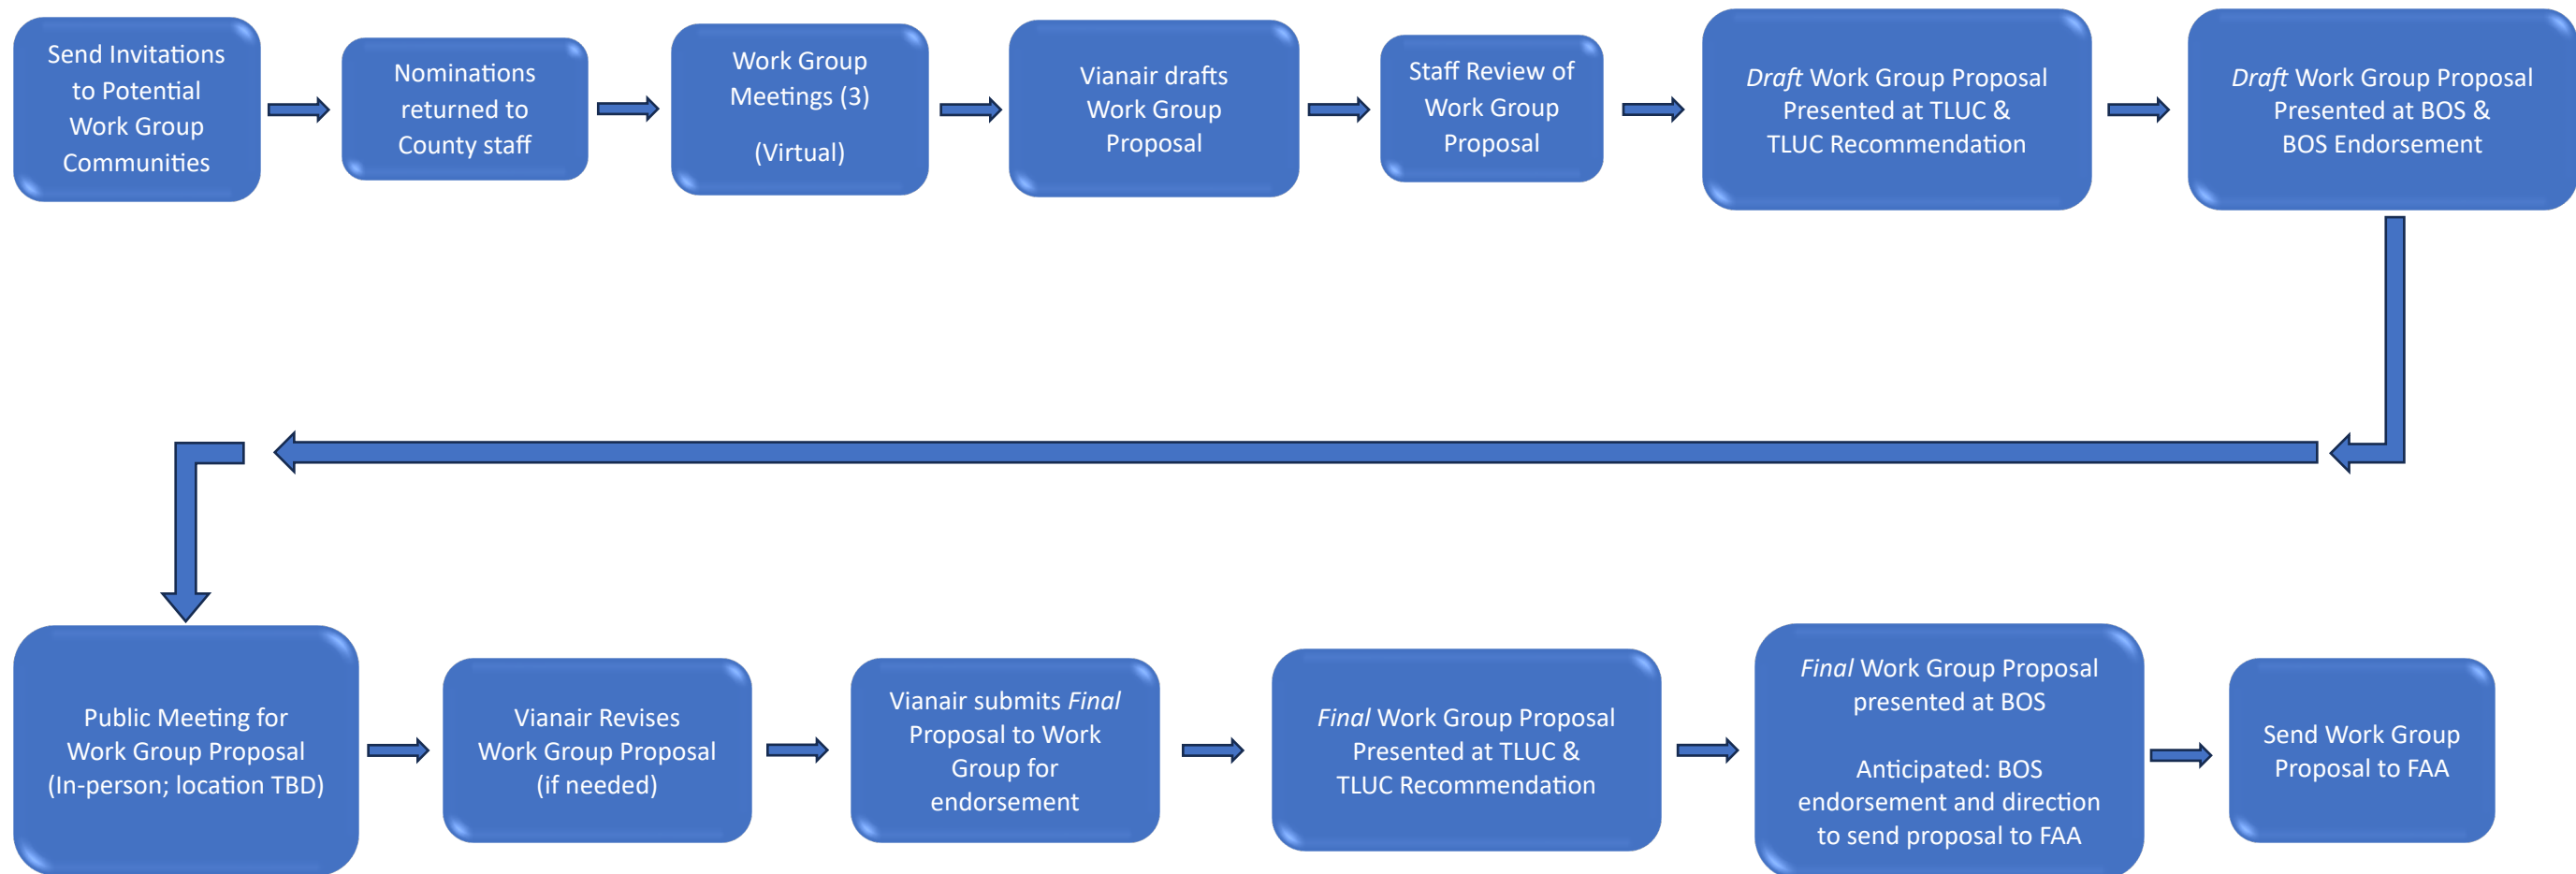 Send Invitations
to Potential
Work Group
Communities
Nominations
returned to
County staff
Work Group
Meetings (3)
(Virtual)
Vianair drafts
Work Group
Proposal
Staff Review of
Work Group
Proposal
Draft Work Group Proposal
Presented at TLUC &
TLUC Recommendation
Draft Work Group Proposal
Presented at BOS &
BOS Endorsement
Public Meeting for
Work Group Proposal
(In-person; location TBD)
Vianair Revises
Work Group Proposal
(if needed)
Vianair submits Final
Proposal to Work
Group for
endorsement
Final Work Group Proposal
Presented at TLUC &
TLUC Recommendation
Final Work Group Proposal
presented at BOS
Anticipated: BOS
endorsement and direction
to send proposal to FAA
Send Work Group
Proposal to FAA